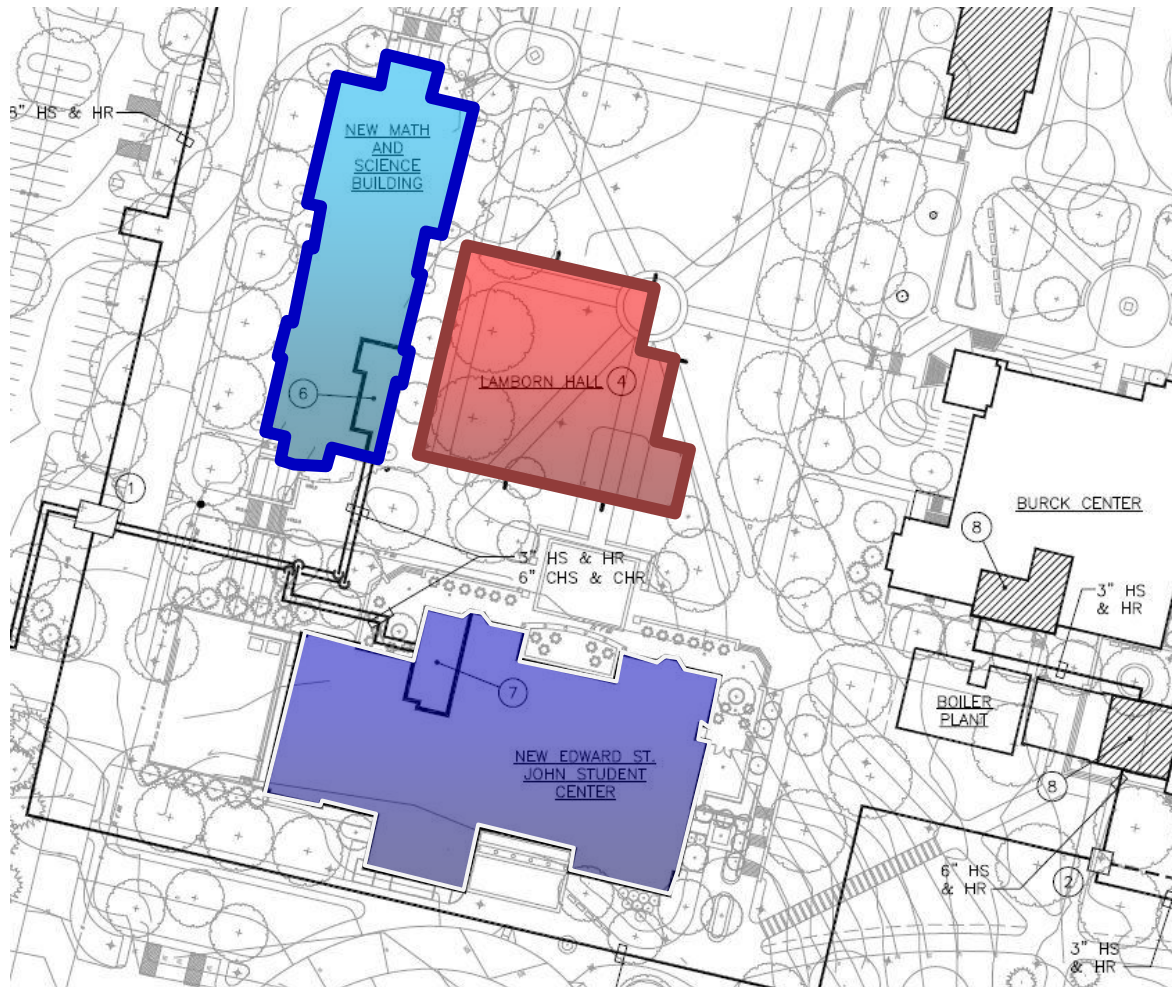 8" HS & HR
NEW MATH
AND
SCIENCE
BUILDING
6
LAMBORN HALL
4
1
3" HS & HR
6" CHS & CHR
BURCK CENTER
8
3" HS
& HR
7
BOILER
PLANT
NEW EDWARD ST.
JOHN STUDENT
CENTER
8
6" HS
& HR
2
3" HS
& HR